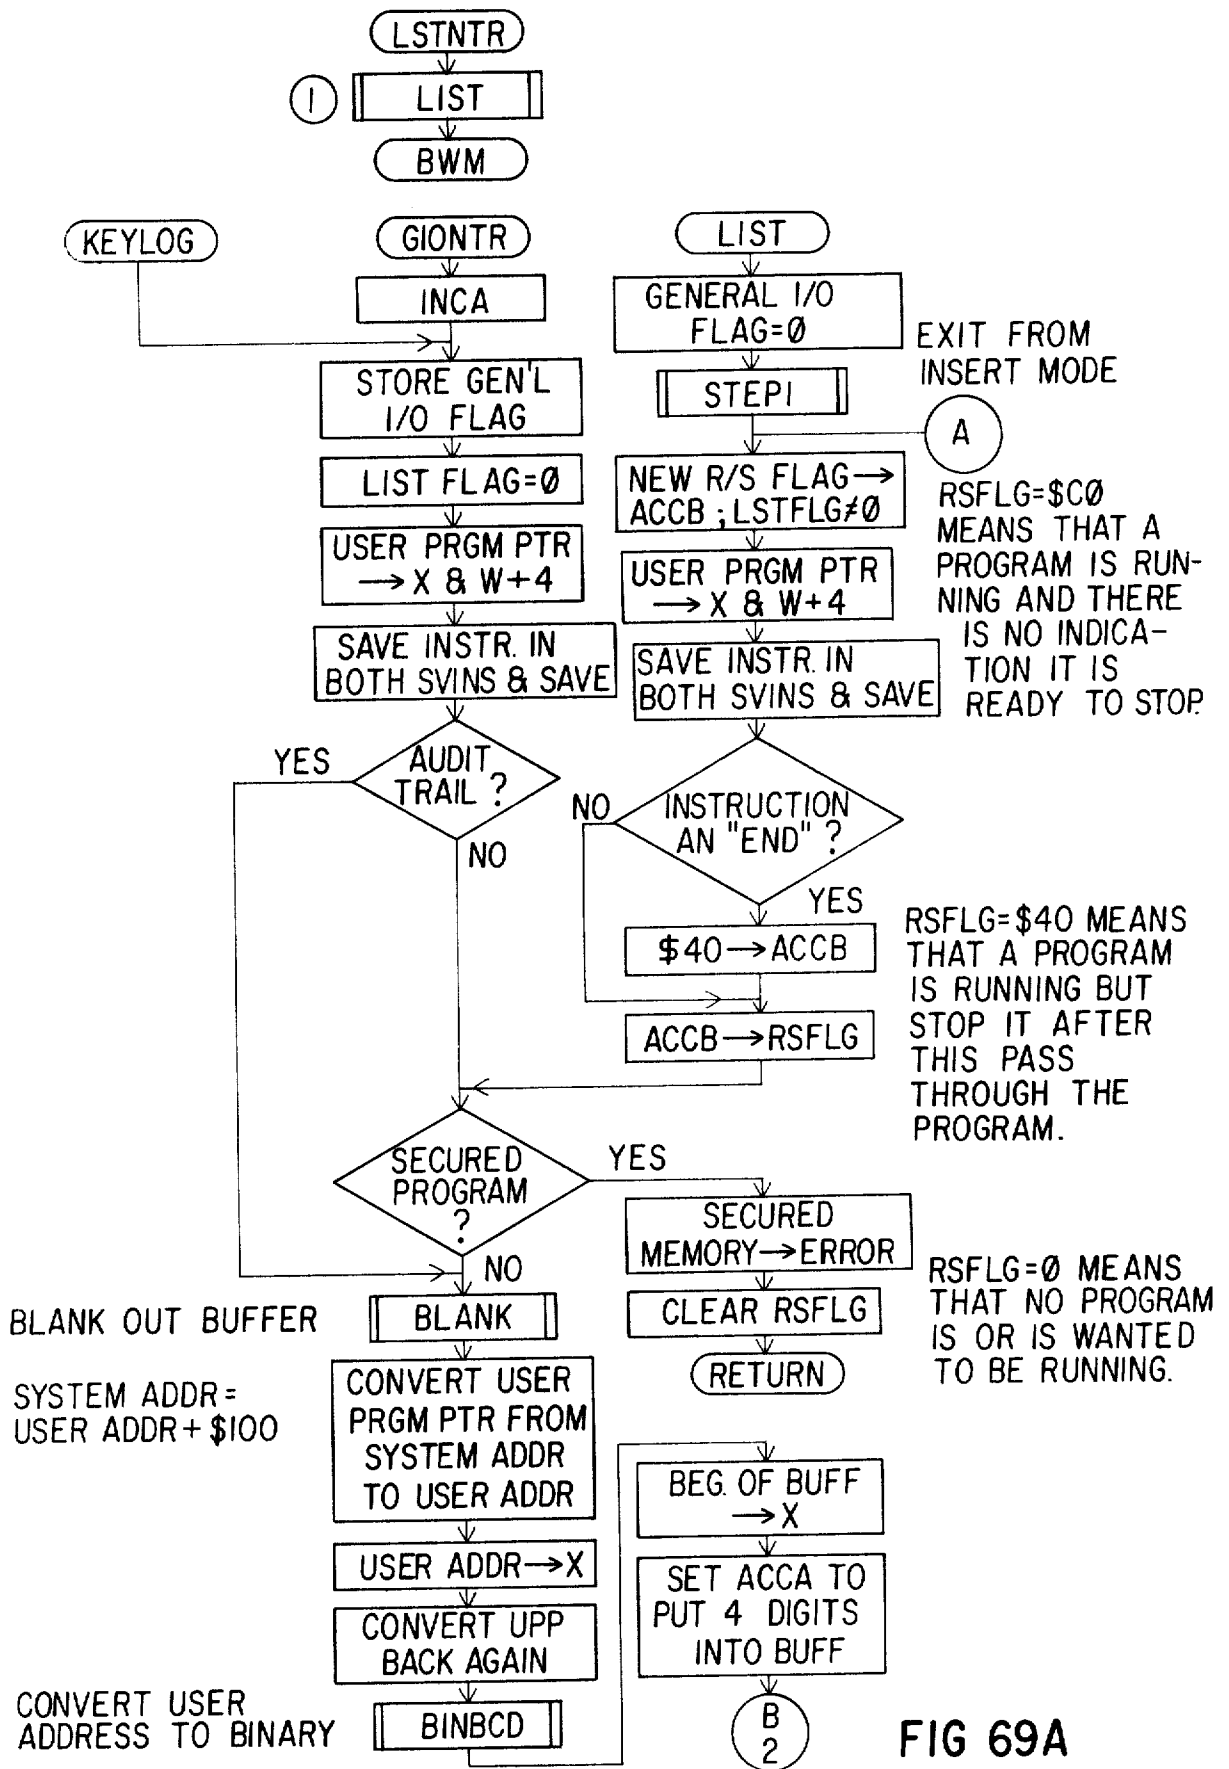 LSTNTR
1
LIST
BWM
KEYLOG
GIONTR
INCA
STORE GEN'L
I/O FLAG
LIST FLAG=Ø
USER PRGM PTR
→X & W+4
SAVE INSTR. IN
BOTH SVINS & SAVE
YES
AUDIT
TRAIL?
NO
LIST
GENERAL I/O
FLAG=Ø
EXIT FROM
INSERT MODE
STEP1
A
NEW R/S FLAG→
ACCB; LSTFLG≠Ø
RSFLG=$CØ
MEANS THAT A
PROGRAM IS RUN-
NING AND THERE
IS NO INDICA-
TION IT IS
READY TO STOP.
USER PRGM PTR
→X & W+4
SAVE INSTR. IN
BOTH SVINS & SAVE
NO
INSTRUCTION
AN "END"?
YES
$40→ACCB
ACCB→RSFLG
RSFLG=$40 MEANS
THAT A PROGRAM
IS RUNNING BUT
STOP IT AFTER
THIS PASS
THROUGH THE
PROGRAM.
SECURED
PROGRAM
?
YES
NO
SECURED
MEMORY→ERROR
CLEAR RSFLG
RETURN
RSFLG=Ø MEANS
THAT NO PROGRAM
IS OR IS WANTED
TO BE RUNNING.
BLANK OUT BUFFER
BLANK
SYSTEM ADDR=
USER ADDR+$100
CONVERT USER
PRGM PTR FROM
SYSTEM ADDR
TO USER ADDR
USER ADDR→X
CONVERT UPP
BACK AGAIN
CONVERT USER
ADDRESS TO BINARY
BINBCD
BEG. OF BUFF
→X
SET ACCA TO
PUT 4 DIGITS
INTO BUFF
B
2
FIG 69A